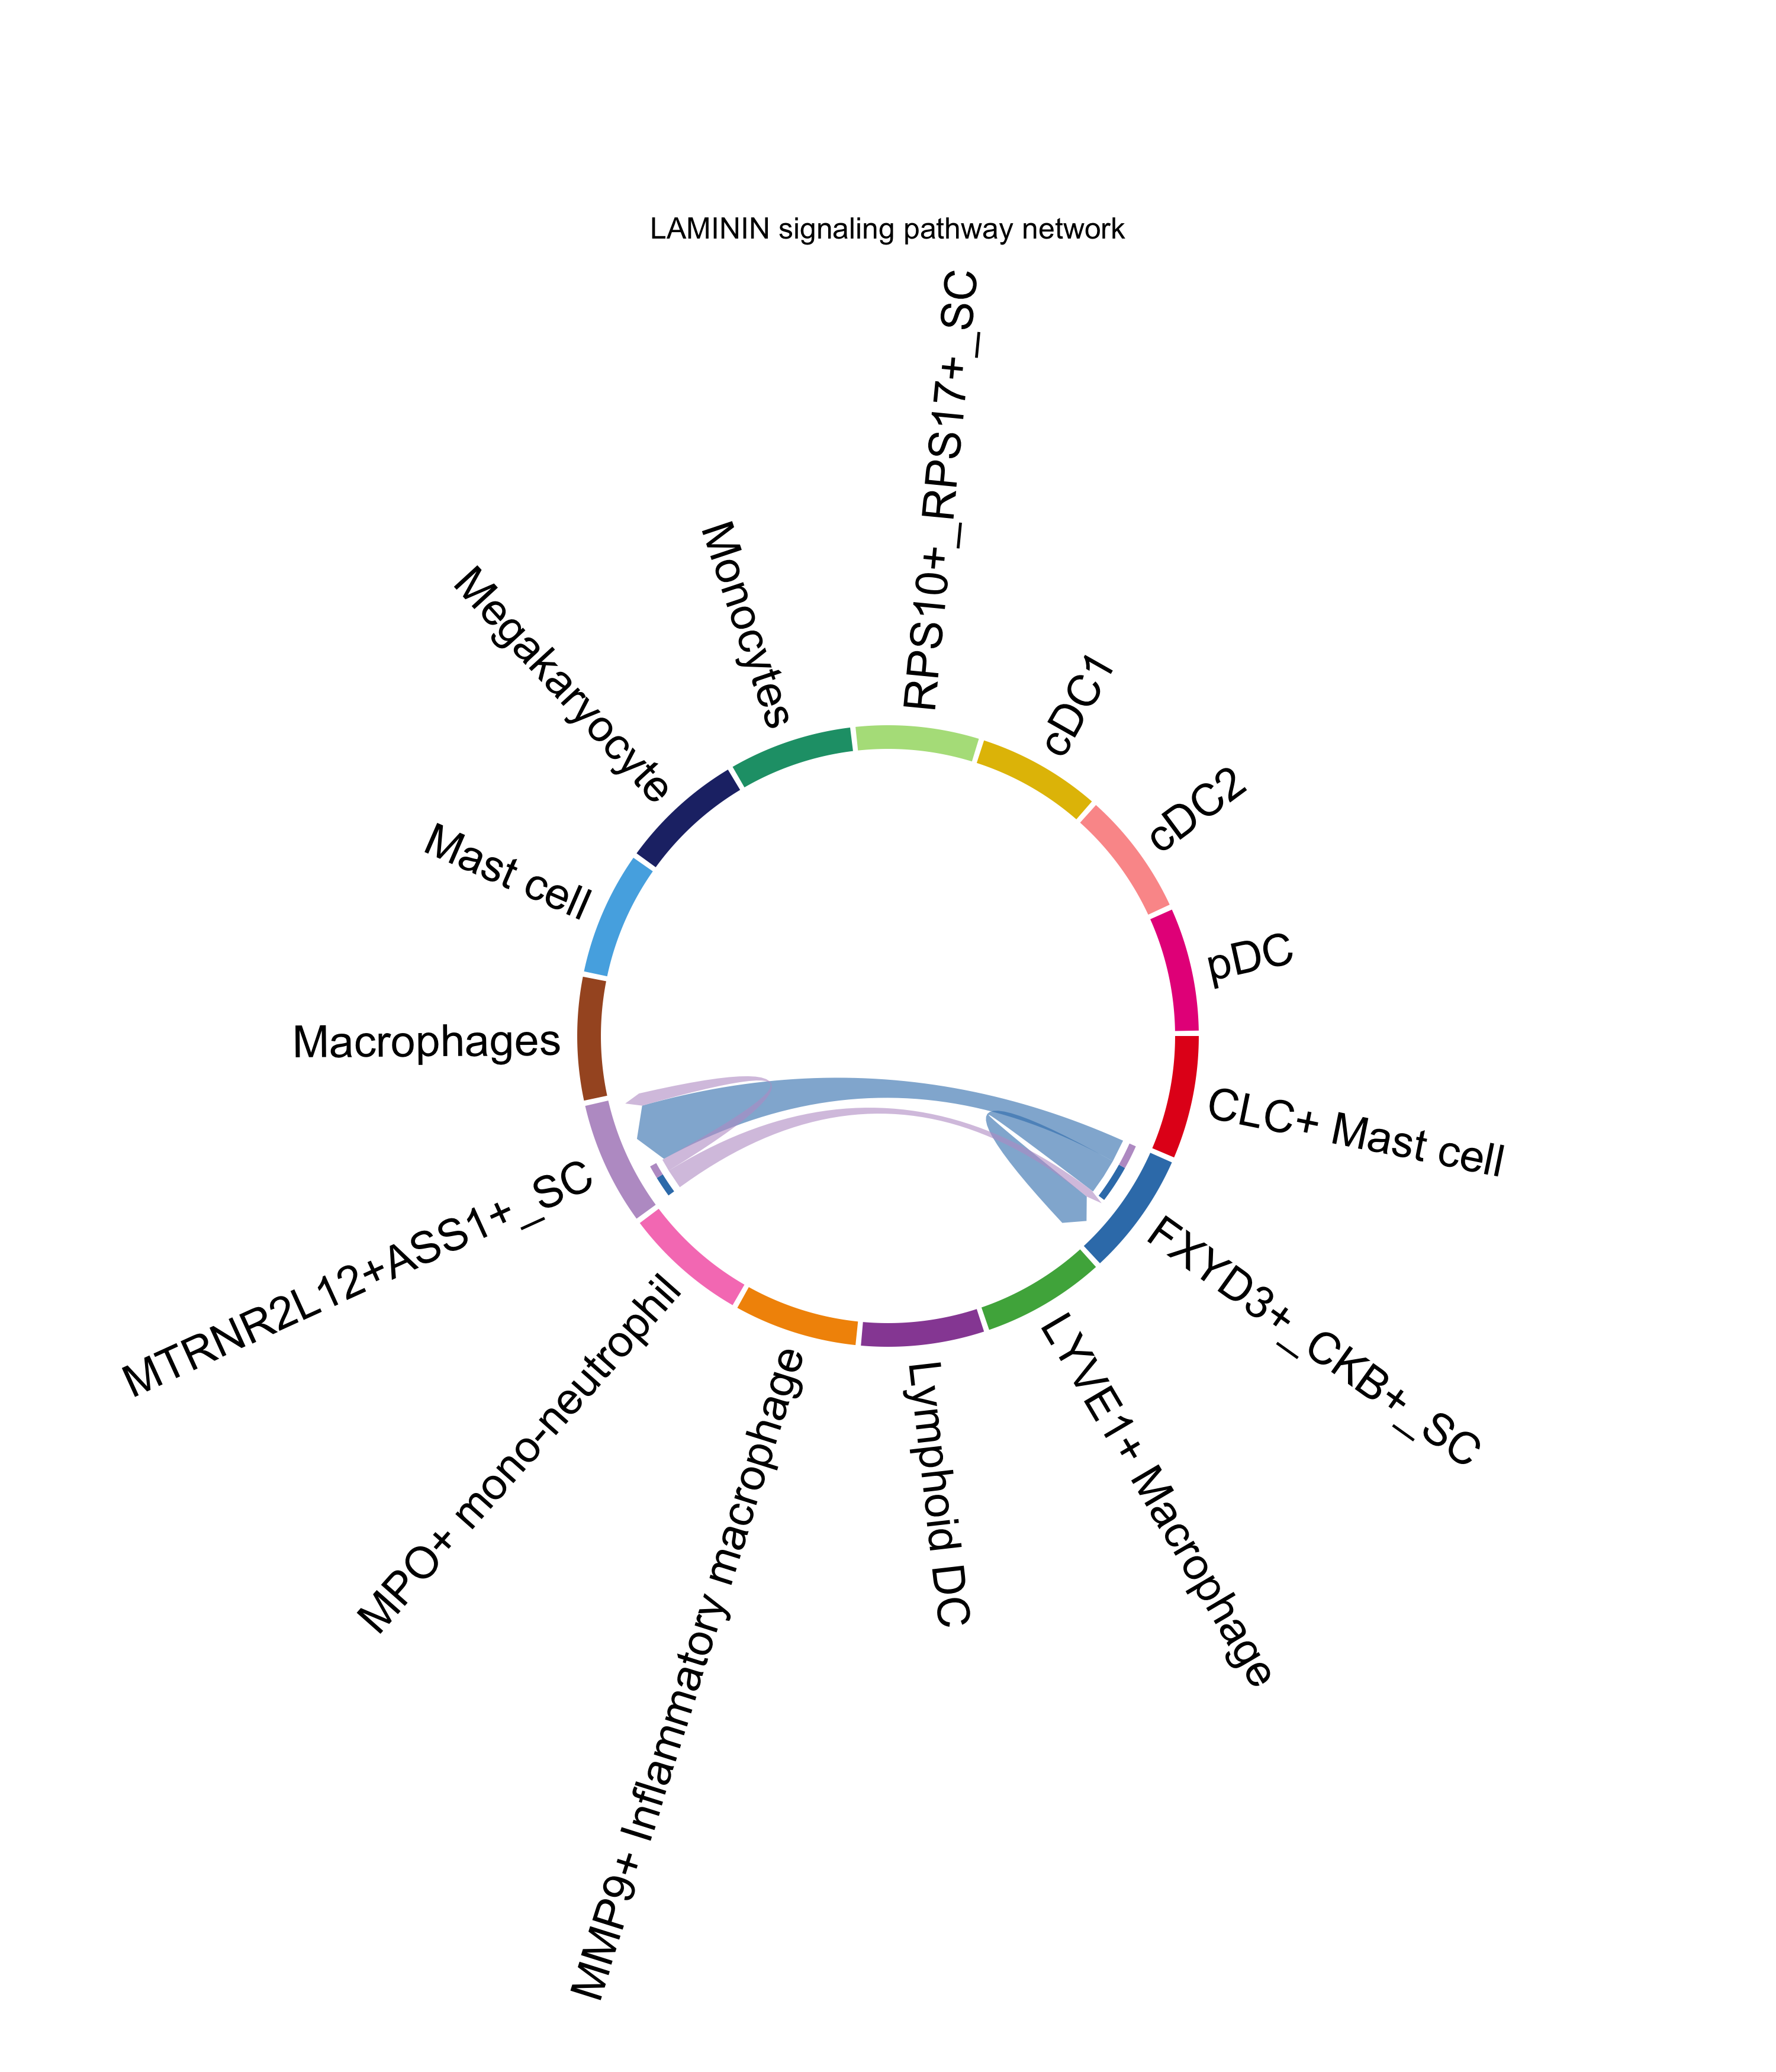 LAMININ signaling pathway network
RPS10+_RPS17+_SC
cDC1
cDC2
pDC
CLC+ Mast cell
FXYD3+_CKB+_SC
LYVE1+ Macrophage
Lymphoid DC
MMP9+ Inflammatory macrophage
MPO+ mono-neutrophil
MTRNR2L12+ASS1+_SC
Macrophages
Mast cell
Megakaryocyte
Monocytes